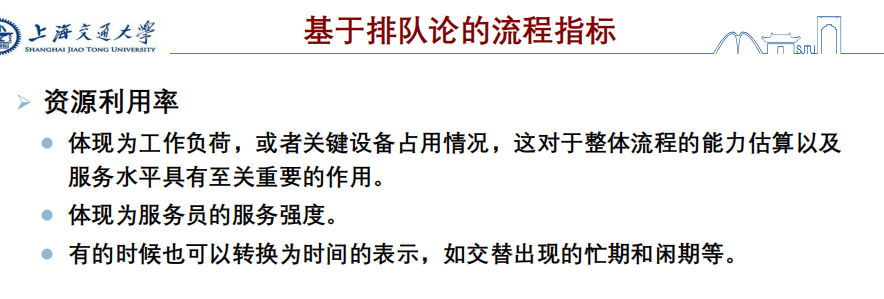 上海交通大学
SHANGHAI JIAO TONG UNIVERSITY
基于排队论的流程指标
SJTU
资源利用率
体现为工作负荷，或者关键设备占用情况，这对于整体流程的能力估算以及
服务水平具有至关重要的作用。
体现为服务员的服务强度。
有的时候也可以转换为时间的表示，如交替出现的忙期和闲期等。